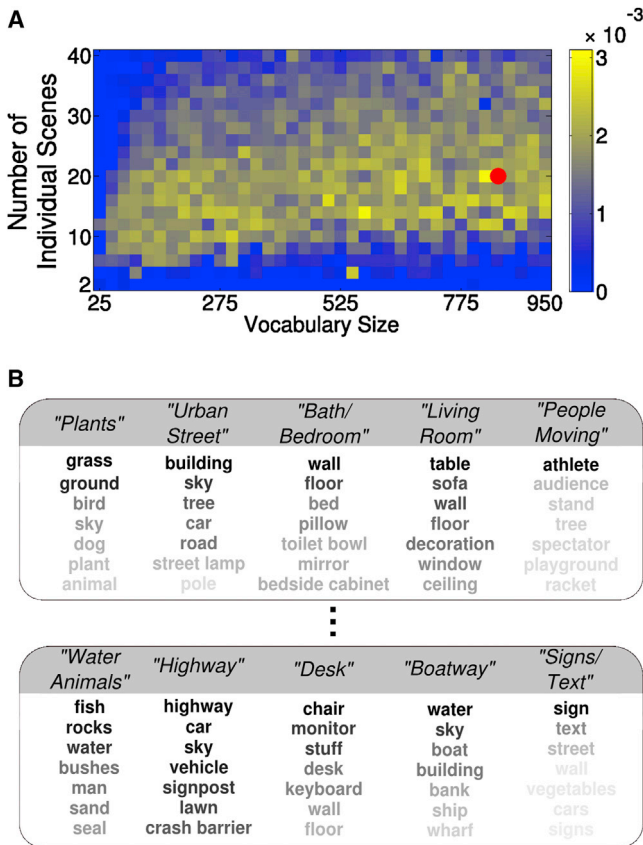 A
× 10
-3
Number of
Individual Scenes
40
30
20
10
2
25 275 525 775 950
Vocabulary Size
3
2
1
0
B
"Plants" "Urban Street" "Bath/ Bedroom" "Living Room" "People Moving"
grass building wall table athlete
ground sky floor sofa audience
bird tree bed wall stand
sky car pillow floor tree
dog road toilet bowl decoration spectator
plant street lamp mirror window playground
animal pole bedside cabinet ceiling racket
"Water Animals" "Highway" "Desk" "Boatway" "Signs/ Text"
fish highway chair water sign
rocks car monitor sky text
water sky stuff boat street
bushes vehicle desk building wall
man signpost keyboard bank vegetables
sand lawn wall ship cars
seal crash barrier floor wharf signs